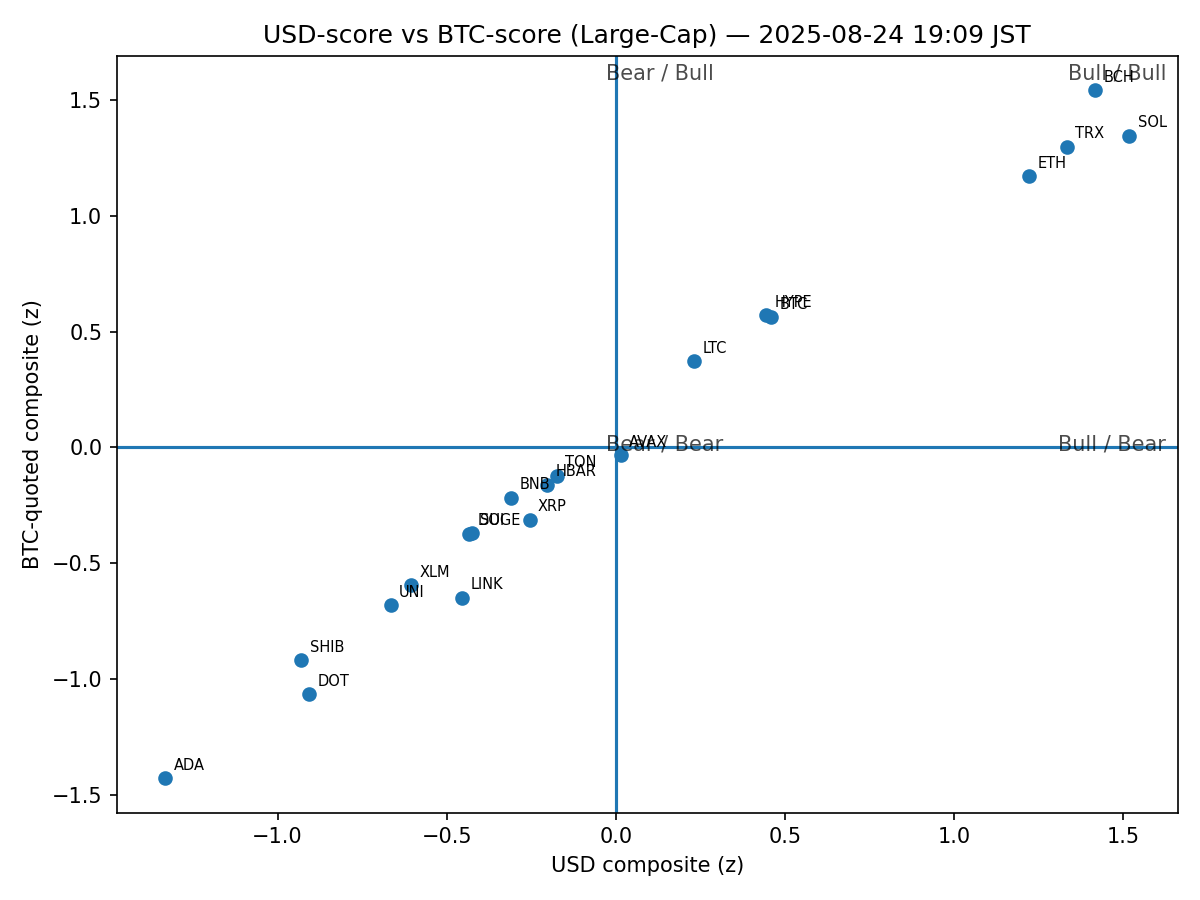 USD-score vs BTC-score (Large-Cap) — 2025-08-24 19:09 JST
Bear / Bull
Bull / Bull
BCH
SOL
TRX
ETH
HYPE
BTC
LTC
AVAX
Bear / Bear
Bull / Bear
TON
HBAR
BNB
XRP
SUI
DOGE
XLM
LINK
UNI
SHIB
DOT
ADA
1.5
1.0
0.5
0.0
−0.5
−1.0
−1.5
BTC-quoted composite (z)
−1.0
−0.5
0.0
0.5
1.0
1.5
USD composite (z)